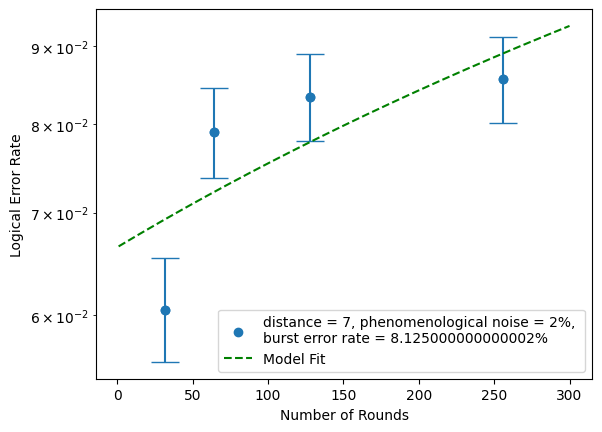 9 × 10⁻²
8 × 10⁻²
7 × 10⁻²
6 × 10⁻²
Logical Error Rate
distance = 7, phenomenological noise = 2%,
burst error rate = 8.125000000000002%
Model Fit
0 50 100 150 200 250 300
Number of Rounds